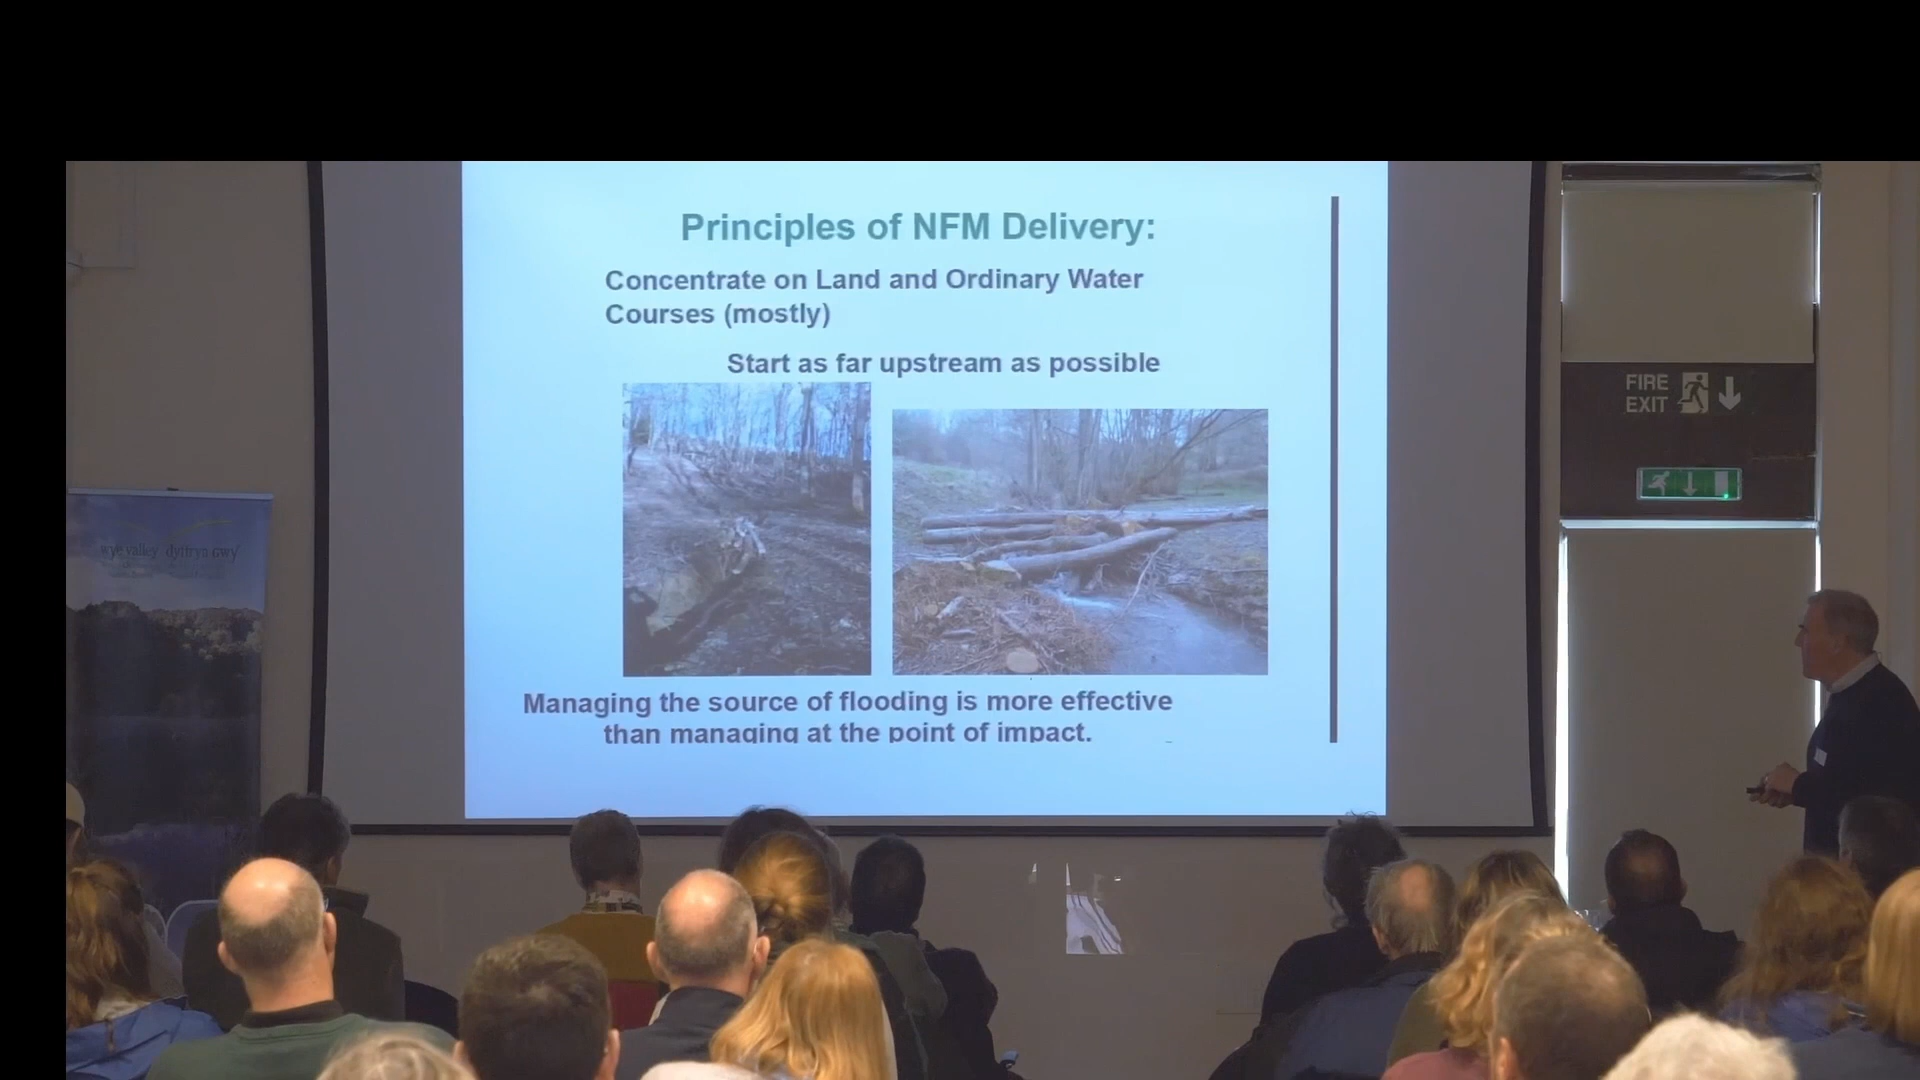 Principles of NFM Delivery:
Concentrate on Land and Ordinary Water
Courses (mostly)
Start as far upstream as possible
Managing the source of flooding is more effective
than managing at the point of impact.
FIRE
EXIT
wye valley dyffryn gwy